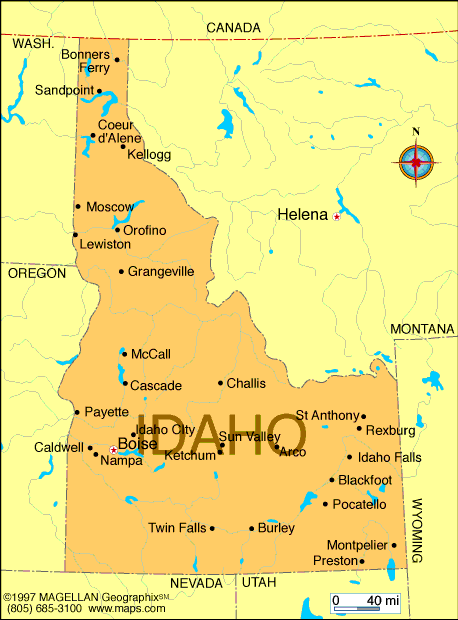 CANADA
WASH.
Bonners
Ferry
Sandpoint
Coeur
d'Alene
Kellogg
N
Moscow
Helena
Orofino
Lewiston
OREGON
Grangeville
MONTANA
McCall
Cascade
Challis
Payette
St Anthony
IDAHO
Idaho City
Rexburg
Boise
Sun Valley
Caldwell
Ketchum
Arco
Nampa
Idaho Falls
Blackfoot
Pocatello
WYOMING
Twin Falls
Burley
Montpelier
Preston
NEVADA
UTAH
©1997 MAGELLAN Geographix℠
(805) 685-3100 www.maps.com
0 40 mi